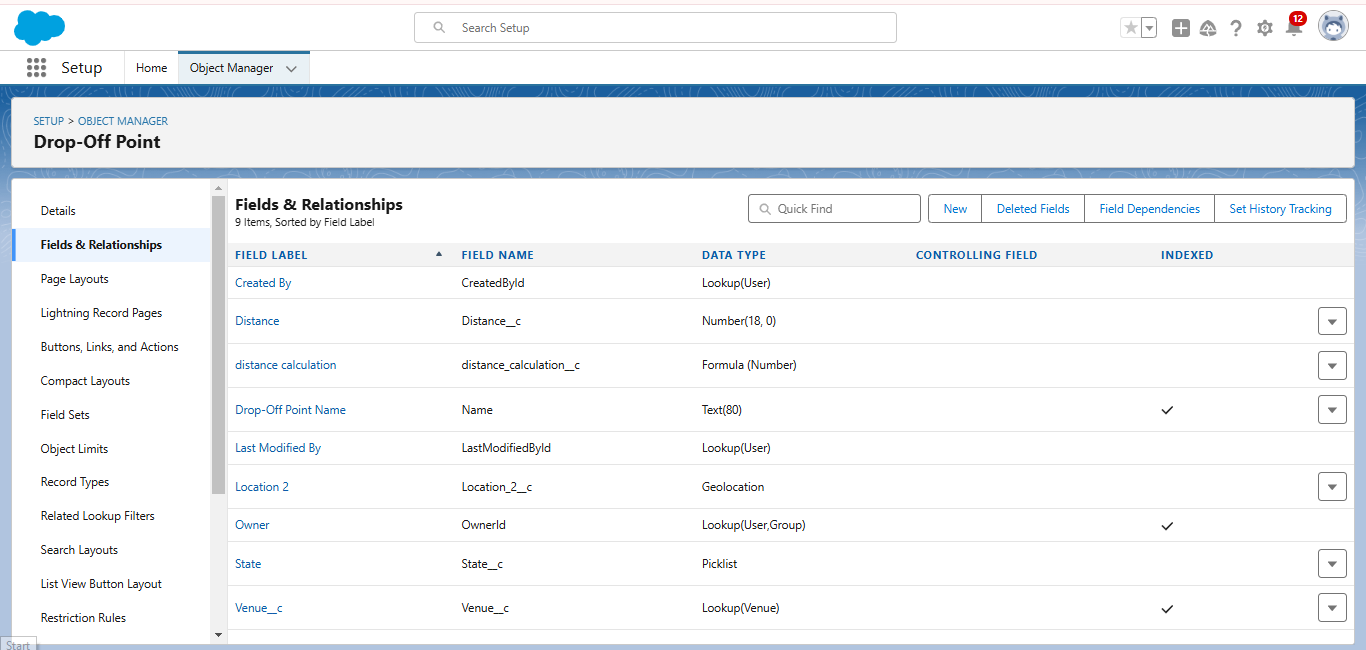 Search Setup
12
Setup
Home
Object Manager
SETUP > OBJECT MANAGER
Drop-Off Point
Details
Fields & Relationships
Page Layouts
Lightning Record Pages
Buttons, Links, and Actions
Compact Layouts
Field Sets
Object Limits
Record Types
Related Lookup Filters
Search Layouts
List View Button Layout
Restriction Rules
Fields & Relationships
9 Items, Sorted by Field Label
Quick Find
New
Deleted Fields
Field Dependencies
Set History Tracking
FIELD LABEL FIELD NAME DATA TYPE CONTROLLING FIELD INDEXED
Created By CreatedById Lookup(User)
Distance Distance__c Number(18, 0)
distance calculation distance_calculation__c Formula (Number)
Drop-Off Point Name Name Text(80)
Last Modified By LastModifiedById Lookup(User)
Location 2 Location_2__c Geolocation
Owner OwnerId Lookup(User,Group)
State State__c Picklist
Venue__c Venue__c Lookup(Venue)
Start